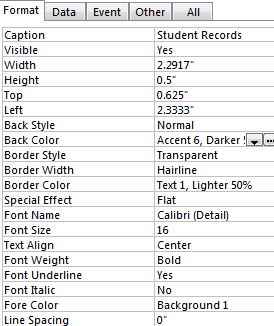 Format Data Event Other All
Caption Student Records
Visible Yes
Width 2.2917"
Height 0.5"
Top 0.625"
Left 2.3333"
Back Style Normal
Back Color Accent 6, Darker
Border Style Transparent
Border Width Hairline
Border Color Text 1, Lighter 50%
Special Effect Flat
Font Name Calibri (Detail)
Font Size 16
Text Align Center
Font Weight Bold
Font Underline Yes
Font Italic No
Fore Color Background 1
Line Spacing 0"